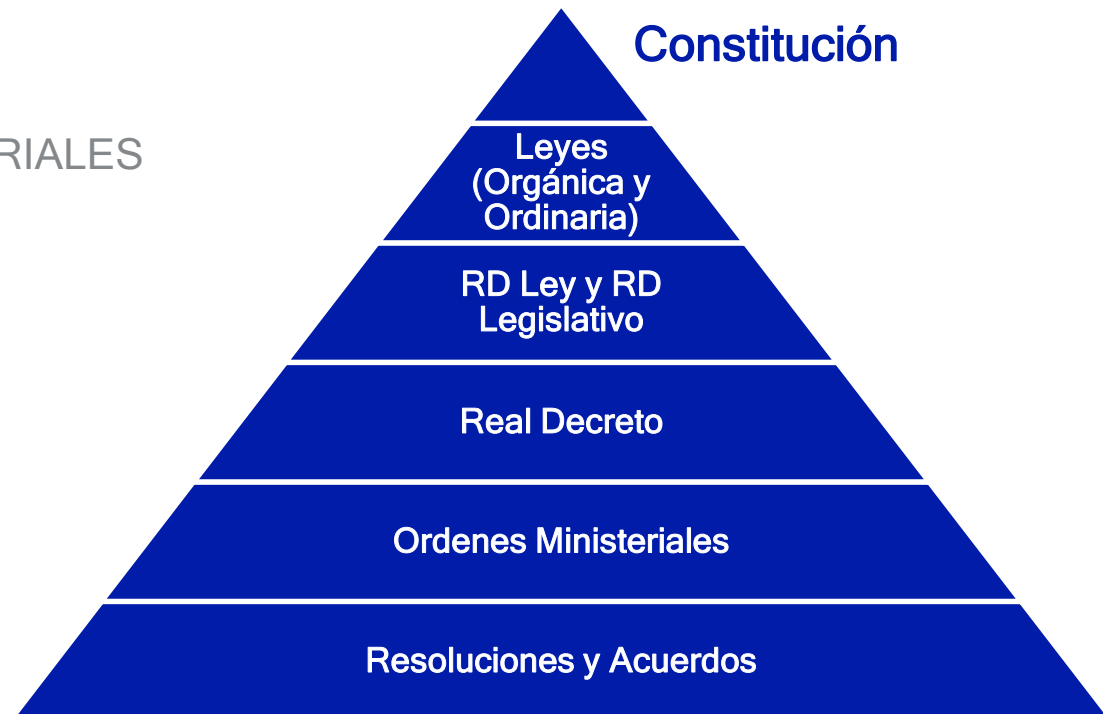 Constitución
RIALES
Leyes
(Orgánica y
Ordinaria)
RD Ley y RD
Legislativo
Real Decreto
Ordenes Ministeriales
Resoluciones y Acuerdos